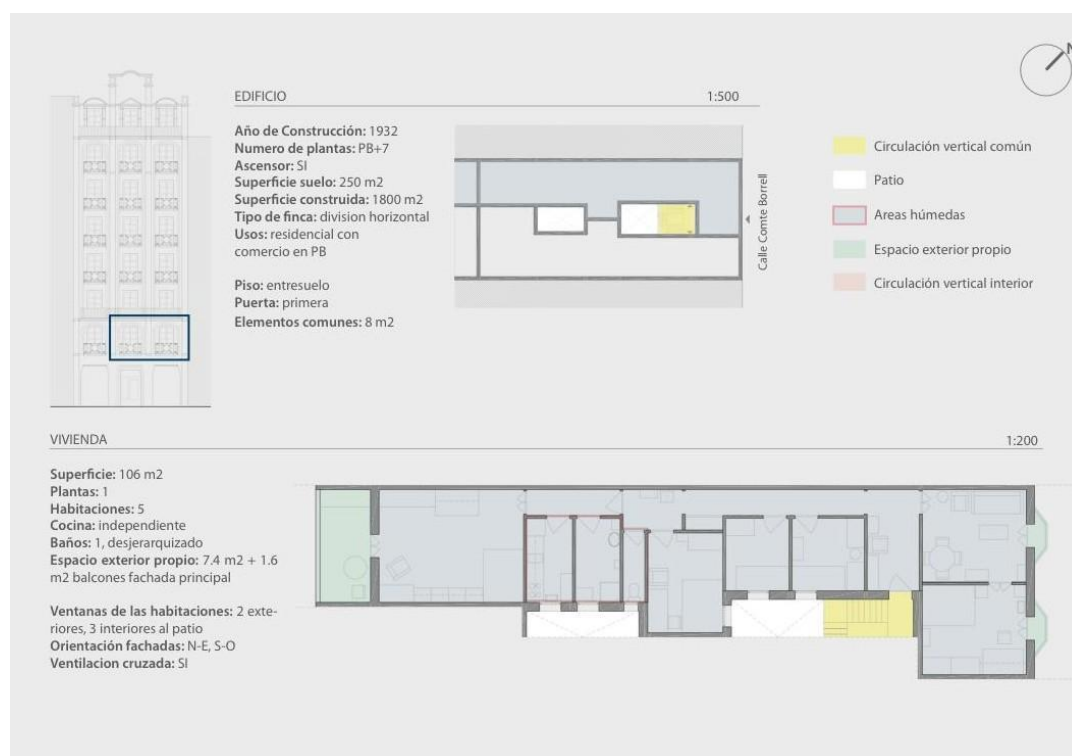 N
EDIFICIO 1:500
Año de Construcción: 1932
Numero de plantas: PB+7
Ascensor: SI
Superficie suelo: 250 m2
Superficie construida: 1800 m2
Tipo de finca: division horizontal
Usos: residencial con
comercio en PB
Piso: entresuelo
Puerta: primera
Elementos comunes: 8 m2
Calle Comte Borrell
Circulación vertical común
Patio
Areas húmedas
Espacio exterior propio
Circulación vertical interior
VIVIENDA 1:200
Superficie: 106 m2
Plantas: 1
Habitaciones: 5
Cocina: independiente
Baños: 1, desjerarquizado
Espacio exterior propio: 7.4 m2 + 1.6
m2 balcones fachada principal
Ventanas de las habitaciones: 2 exte-
riores, 3 interiores al patio
Orientación fachadas: N-E, S-O
Ventilacion cruzada: SI